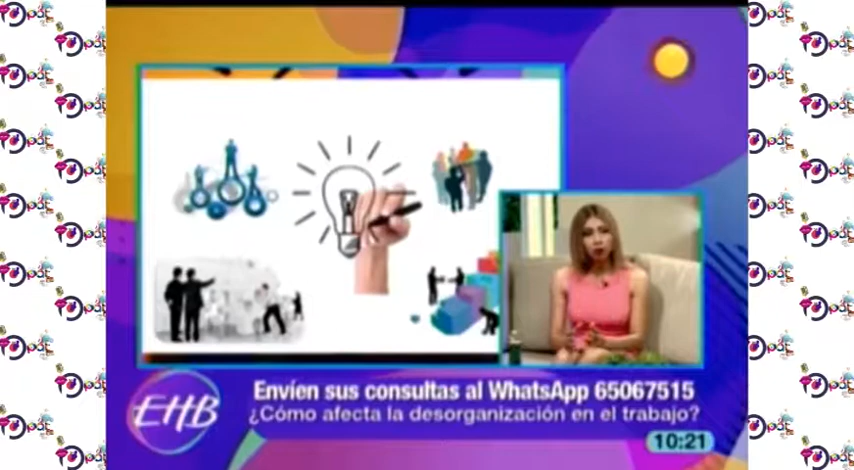 Envíen sus consultas al WhatsApp 65067515
¿Cómo afecta la desorganización en el trabajo?
EHB
10:21